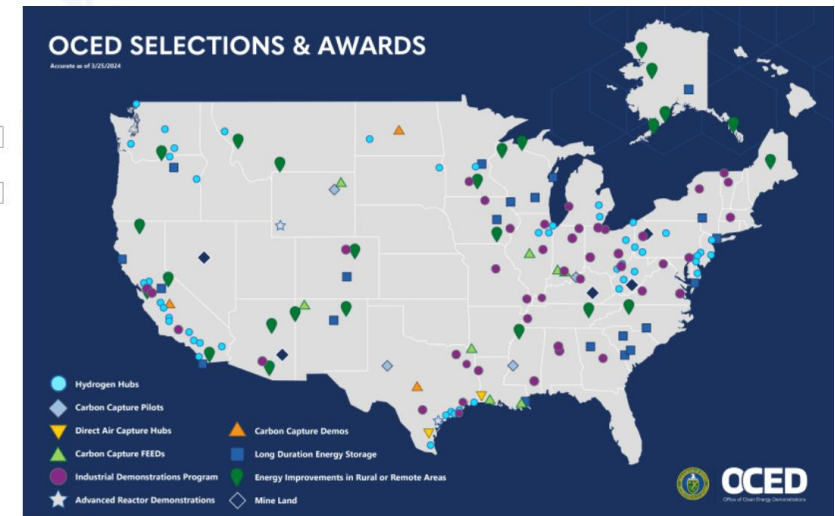 OCED SELECTIONS & AWARDS
Accurate as of 3/25/2024
Hydrogen Hubs
Carbon Capture Pilots
Direct Air Capture Hubs
Carbon Capture FEEDs
Industrial Demonstrations Program
Advanced Reactor Demonstrations
Carbon Capture Demos
Long Duration Energy Storage
Energy Improvements in Rural or Remote Areas
Mine Land
OCED
Office of Clean Energy Demonstrations